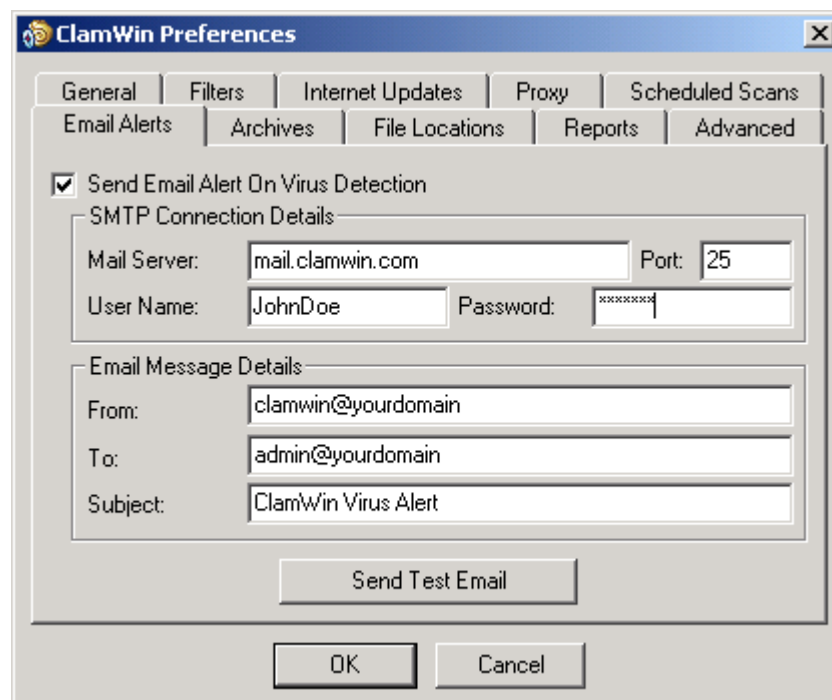 ClamWin Preferences
General Filters Internet Updates Proxy Scheduled Scans
Email Alerts Archives File Locations Reports Advanced
Send Email Alert On Virus Detection
SMTP Connection Details
Mail Server: mail.clamwin.com Port: 25
User Name: JohnDoe Password: *******
Email Message Details
From: clamwin@yourdomain
To: admin@yourdomain
Subject: ClamWin Virus Alert
Send Test Email
OK Cancel